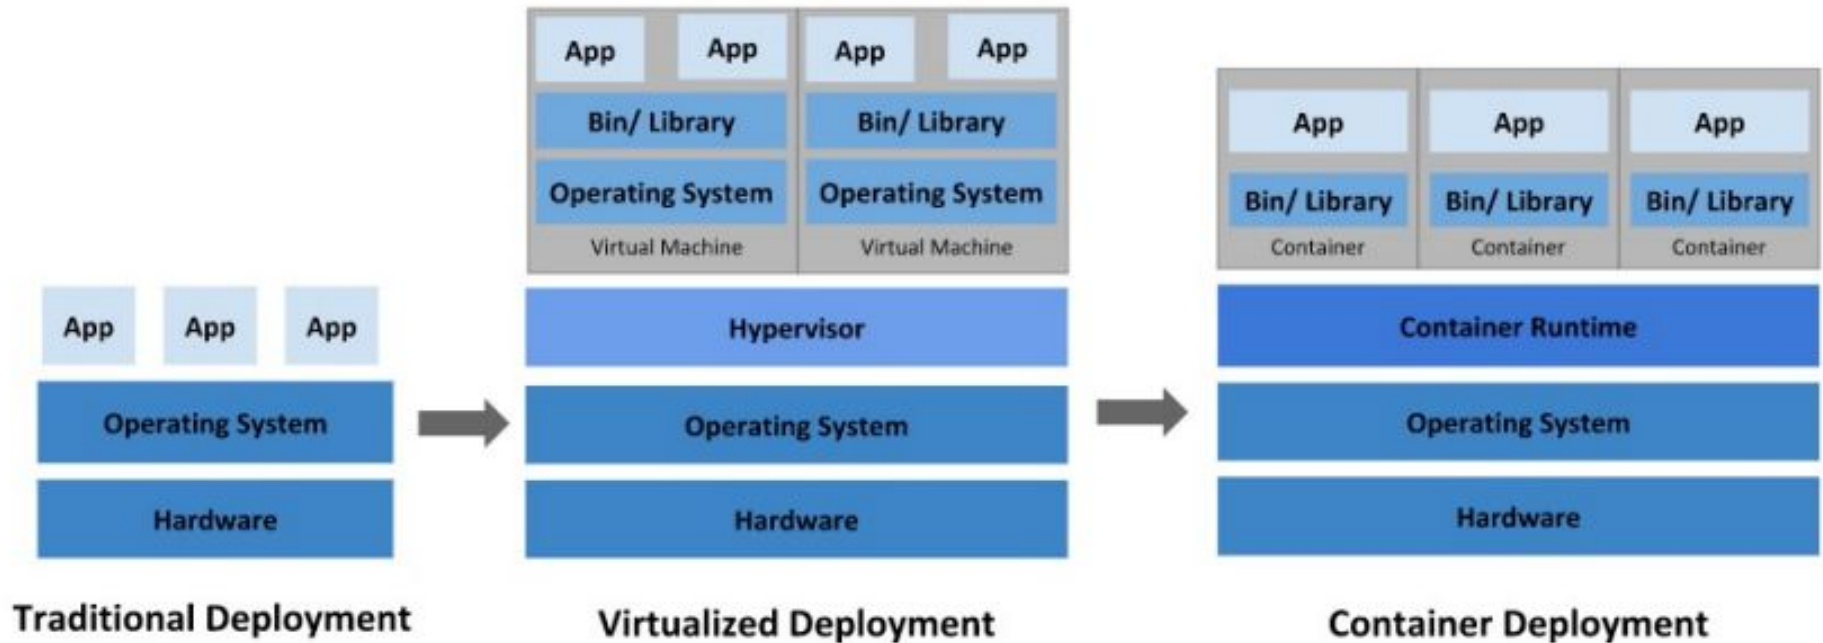 App App App
Operating System
Hardware
Traditional Deployment
App App App App
Bin/ Library Bin/ Library
Operating System Operating System
Virtual Machine Virtual Machine
Hypervisor
Operating System
Hardware
Virtualized Deployment
App App App
Bin/ Library Bin/ Library Bin/ Library
Container Container Container
Container Runtime
Operating System
Hardware
Container Deployment